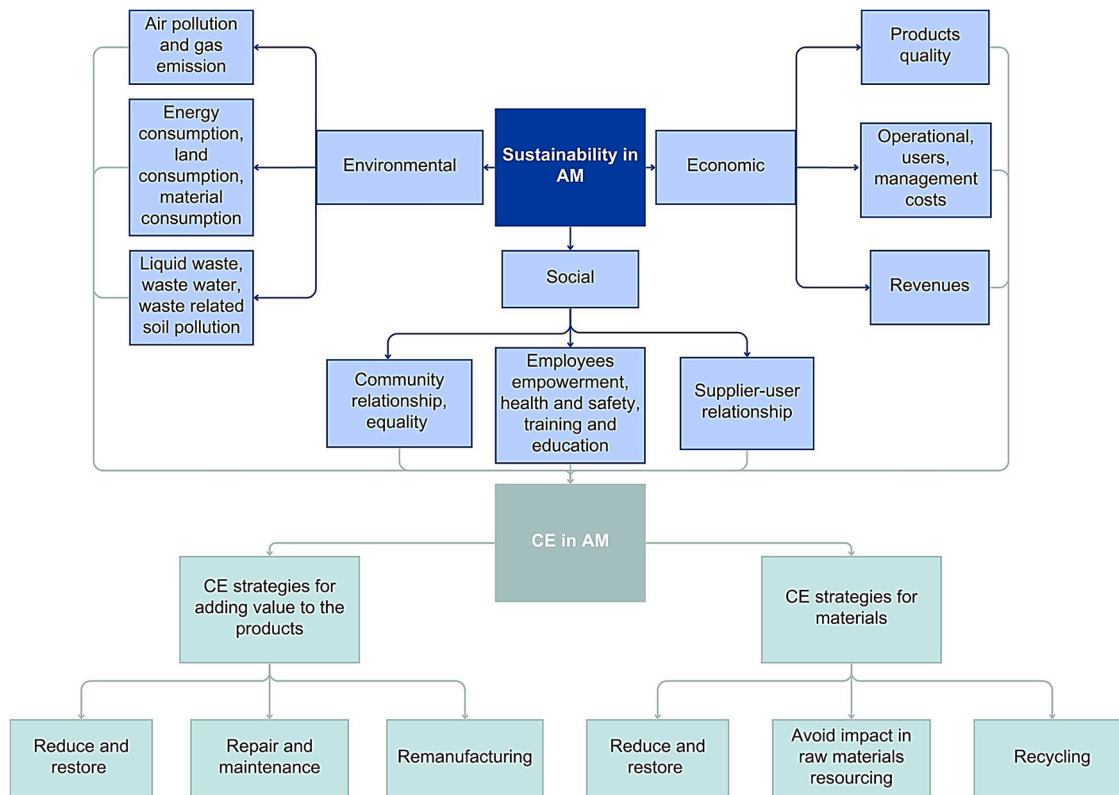 Air pollution
and gas
emission
Products
quality
Energy
consumption,
land
consumption,
material
consumption
Environmental
Sustainability in
AM
Economic
Operational,
users,
management
costs
Liquid waste,
waste water,
waste related
soil pollution
Social
Revenues
Community
relationship,
equality
Employees
empowerment,
health and safety,
training and
education
Supplier-user
relationship
CE in AM
CE strategies for
adding value to the
products
CE strategies for
materials
Reduce and
restore
Repair and
maintenance
Remanufacturing
Reduce and
restore
Avoid impact in
raw materials
resourcing
Recycling